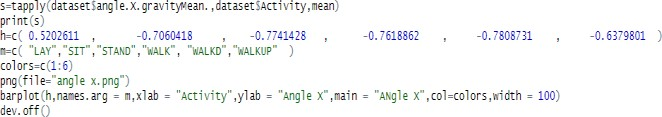 s=tapply(dataset$angle.X.gravityMean.,dataset$Activity,mean)
print(s)
h=c( 0.5202611 , -0.7060418 , -0.7741428 , -0.7618862 , -0.7808731 , -0.6379801 )
m=c( "LAY","SIT","STAND","WALK", "WALKD","WALKUP" )
colors=c(1:6)
png(file="angle x.png")
barplot(h,names.arg = m,xlab = "Activity",ylab = "Angle X",main = "ANgle X",col=colors,width = 100)
dev.off()